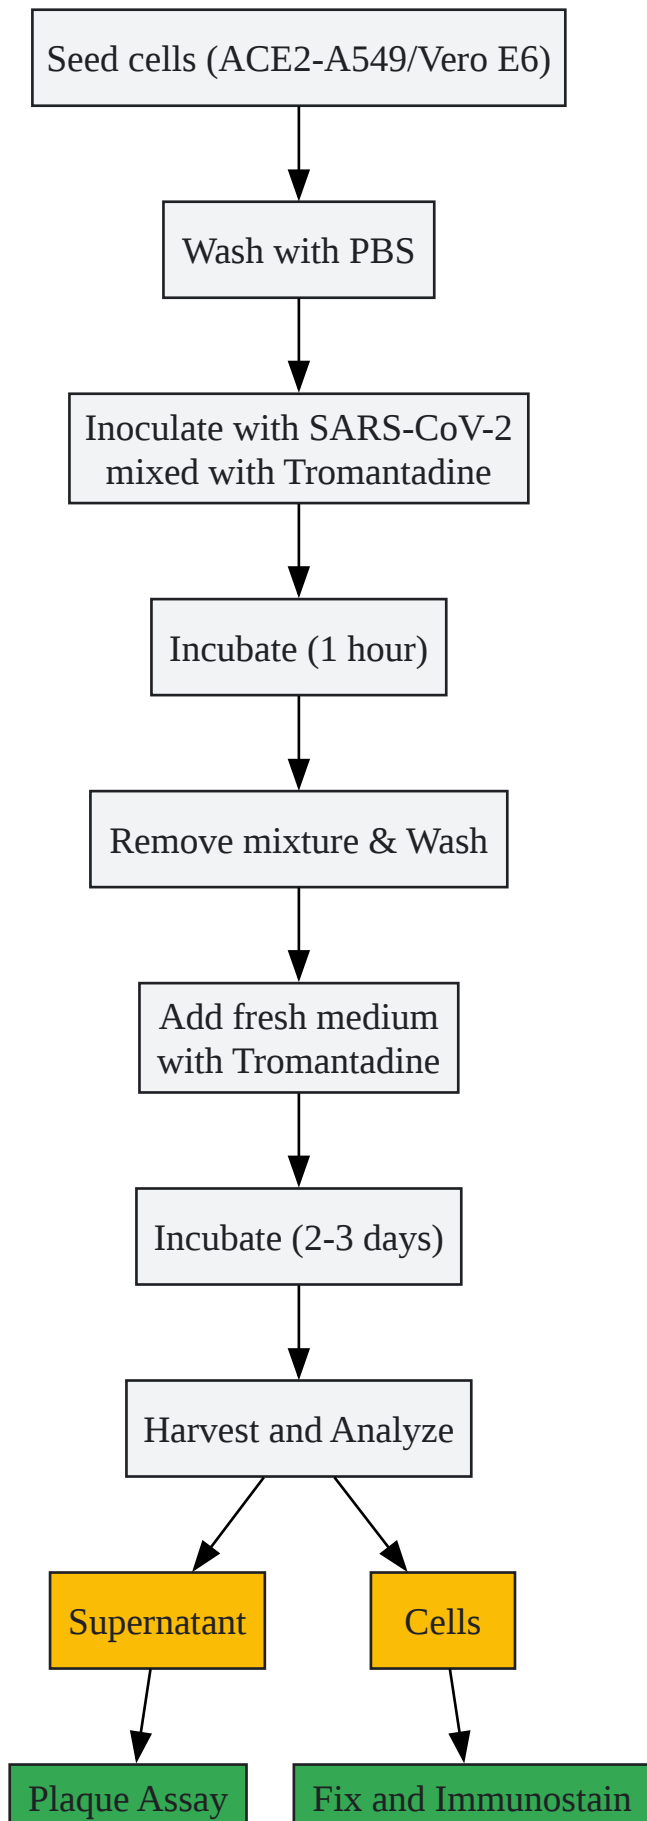 Seed cells (ACE2-A549/Vero E6)
Wash with PBS
Inoculate with SARS-CoV-2
mixed with Tromantadine
Incubate (1 hour)
Remove mixture & Wash
Add fresh medium
with Tromantadine
Incubate (2-3 days)
Harvest and Analyze
Supernatant
Cells
Plaque Assay
Fix and Immunostain